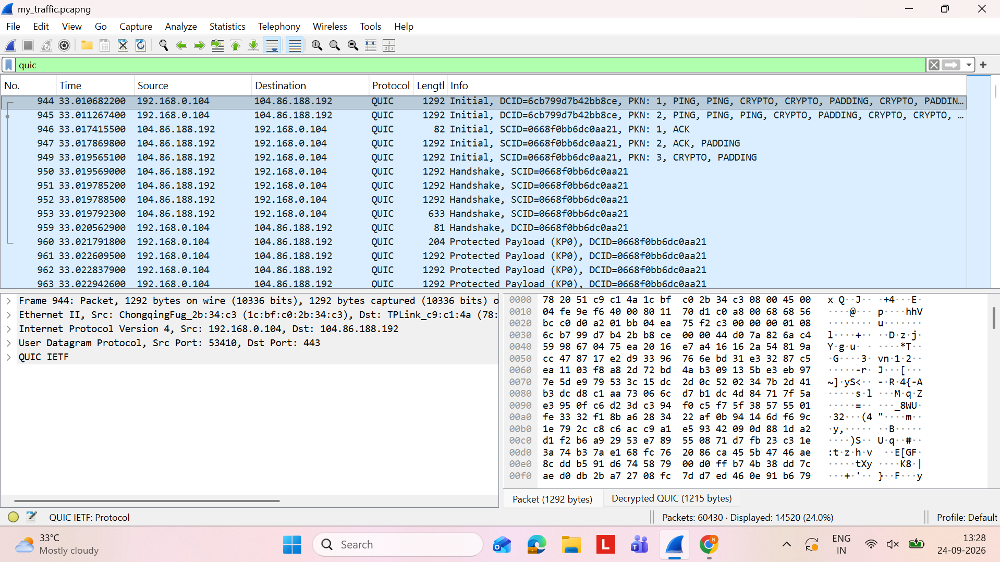 my_traffic.pcapng
File Edit View Go Capture Analyze Statistics Telephony Wireless Tools Help
quic
No. Time Source Destination Protocol Length Info
944 33.010682200 192.168.0.104 104.86.188.192 QUIC 1292 Initial, DCID=6cb799d7b42bb8ce, PKN: 1, PING, PING, CRYPTO, CRYPTO, PADDING, CRYPTO, PADDIN…
945 33.011267400 192.168.0.104 104.86.188.192 QUIC 1292 Initial, DCID=6cb799d7b42bb8ce, PKN: 2, PING, PING, PING, CRYPTO, PADDING, CRYPTO, CRYPTO, …
946 33.017415500 104.86.188.192 192.168.0.104 QUIC 82 Initial, SCID=0668f0bb6dc0aa21, PKN: 1, ACK
947 33.017869800 104.86.188.192 192.168.0.104 QUIC 1292 Initial, SCID=0668f0bb6dc0aa21, PKN: 2, ACK, PADDING
949 33.019565100 104.86.188.192 192.168.0.104 QUIC 1292 Initial, SCID=0668f0bb6dc0aa21, PKN: 3, CRYPTO, PADDING
950 33.019569000 104.86.188.192 192.168.0.104 QUIC 1292 Handshake, SCID=0668f0bb6dc0aa21
951 33.019785200 104.86.188.192 192.168.0.104 QUIC 1292 Handshake, SCID=0668f0bb6dc0aa21
952 33.019788500 104.86.188.192 192.168.0.104 QUIC 1292 Handshake, SCID=0668f0bb6dc0aa21
953 33.019792300 104.86.188.192 192.168.0.104 QUIC 633 Handshake, SCID=0668f0bb6dc0aa21
959 33.020562900 192.168.0.104 104.86.188.192 QUIC 81 Handshake, DCID=0668f0bb6dc0aa21
960 33.021791800 192.168.0.104 104.86.188.192 QUIC 204 Protected Payload (KP0), DCID=0668f0bb6dc0aa21
961 33.022609500 192.168.0.104 104.86.188.192 QUIC 1292 Protected Payload (KP0), DCID=0668f0bb6dc0aa21
962 33.022837900 192.168.0.104 104.86.188.192 QUIC 1292 Protected Payload (KP0), DCID=0668f0bb6dc0aa21
963 33.022942600 192.168.0.104 104.86.188.192 QUIC 1292 Protected Payload (KP0), DCID=0668f0bb6dc0aa21
Frame 944: Packet, 1292 bytes on wire (10336 bits), 1292 bytes captured (10336 bits) o
Ethernet II, Src: ChongqingFug_2b:34:c3 (1c:bf:c0:2b:34:c3), Dst: TPLink_c9:c1:4a (78:
Internet Protocol Version 4, Src: 192.168.0.104, Dst: 104.86.188.192
User Datagram Protocol, Src Port: 53410, Dst Port: 443
QUIC IETF
0000 78 20 51 c9 c1 4a 1c bf c0 2b 34 c3 08 00 45 00 x Q··J·· ·+4···E·
0010 04 fe 9e f6 40 00 80 11 70 d1 c0 a8 00 68 68 56 ····@··· p····hhV
0020 bc c0 d0 a2 01 bb 04 ea 75 f2 c3 00 00 00 01 08 ········ u·······
0030 6c b7 99 d7 b4 2b b8 ce 00 00 44 d0 7a 82 6a c4 l····+·· ··D·z·j·
0040 59 98 67 04 75 ea 20 16 e7 a4 16 16 2a 54 81 9a Y·g·u· · ····*T··
0050 cc 47 87 17 e2 d9 33 96 76 6e bd 31 e3 32 87 c5 ·G····3· vn·1·2··
0060 ea 11 03 f8 a8 2d 72 bd 4a b3 09 13 5b e3 eb 97 ·····-r· J···[···
0070 7e 5d e9 79 53 3c 15 dc 2d 0c 52 02 34 7b 2d 41 ~]·yS<·· -·R·4{-A
0080 b3 dc d8 c1 aa 73 06 6c d7 b1 dc 4d 84 71 7f 5a ·····s·l ···M·q·Z
0090 e3 95 0f c6 d2 3d c3 94 f0 c5 f7 5f 38 57 55 01 ·····=·· ···_8WU·
00a0 fe 33 32 f1 8b a6 28 34 22 af 0b 94 14 6d f6 9c ·32···(4 "····m··
00b0 1e 79 2c c8 c6 ac c9 a1 e5 93 42 09 0d 88 1d a2 ·y,····· ··B·····
00c0 d1 f2 b6 a9 29 53 e7 89 55 08 71 d7 fb 23 c3 1e ····)S·· U·q··#··
00d0 3a 74 b3 7a e1 68 fc 76 20 86 ca 45 5b 47 46 ae :t·z·h·v ··E[GF·
00e0 8c dd b5 91 d6 74 58 79 00 d0 ff b7 4b 38 dd 7c ·····tXy ····K8·|
00f0 ae d0 db 2b a7 27 08 fc 7d d7 ed 46 0e 91 b6 79 ···+·'·· }··F···y
Packet (1292 bytes) Decrypted QUIC (1215 bytes)
QUIC IETF: Protocol Packets: 60430 · Displayed: 14520 (24.0%) Profile: Default
33°C
Mostly cloudy
Search
ENG
IN
13:28
24-09-2026